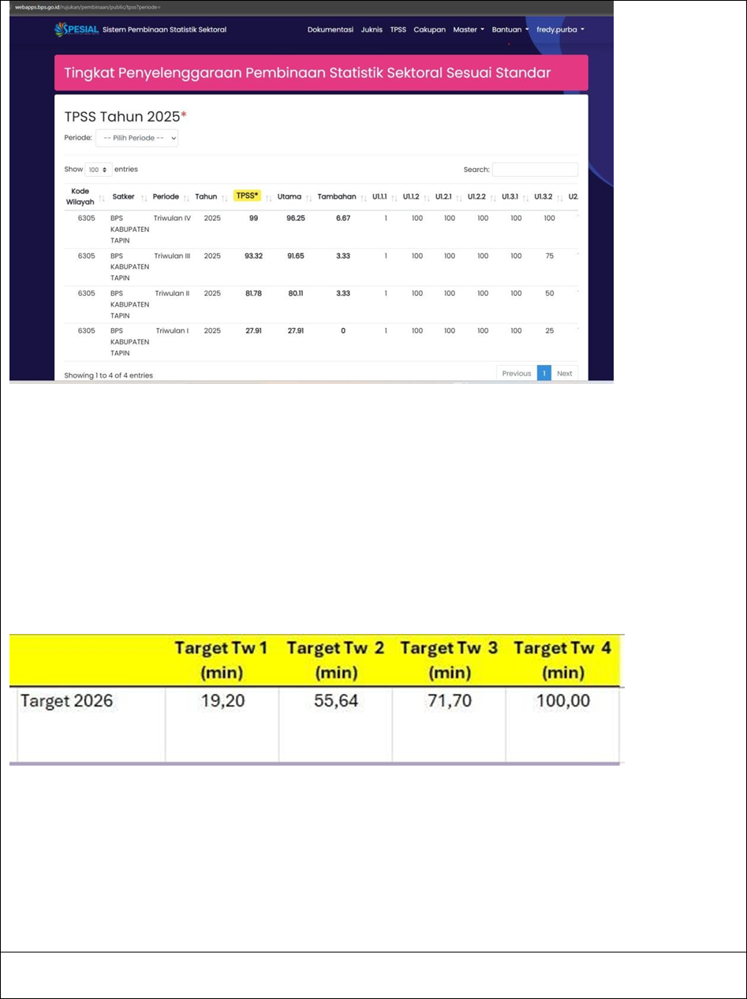 webapps.bps.go.id/rujukan/pembinaan/public/tpss?periode=
SPESIAL Sistem Pembinaan Statistik Sektoral Dokumentasi Juknis TPSS Cakupan Master Bantuan fredy.purba
Tingkat Penyelenggaraan Pembinaan Statistik Sektoral Sesuai Standar
TPSS Tahun 2025*
Periode: -- Pilih Periode --
Show 100 entries Search:
Kode Wilayah Satker Periode Tahun TPSS* Utama Tambahan U1.1.1 U1.1.2 U1.2.1 U1.2.2 U1.3.1 U1.3.2 U2.
6305 BPS KABUPATEN TAPIN Triwulan IV 2025 99 96.25 6.67 1 100 100 100 100 100
6305 BPS KABUPATEN TAPIN Triwulan III 2025 93.32 91.65 3.33 1 100 100 100 100 75
6305 BPS KABUPATEN TAPIN Triwulan II 2025 81.78 80.11 3.33 1 100 100 100 100 50
6305 BPS KABUPATEN TAPIN Triwulan I 2025 27.91 27.91 0 1 100 100 100 100 25
Showing 1 to 4 of 4 entries Previous 1 Next
Target Tw 1 (min) Target Tw 2 (min) Target Tw 3 (min) Target Tw 4 (min)
Target 2026 19,20 55,64 71,70 100,00